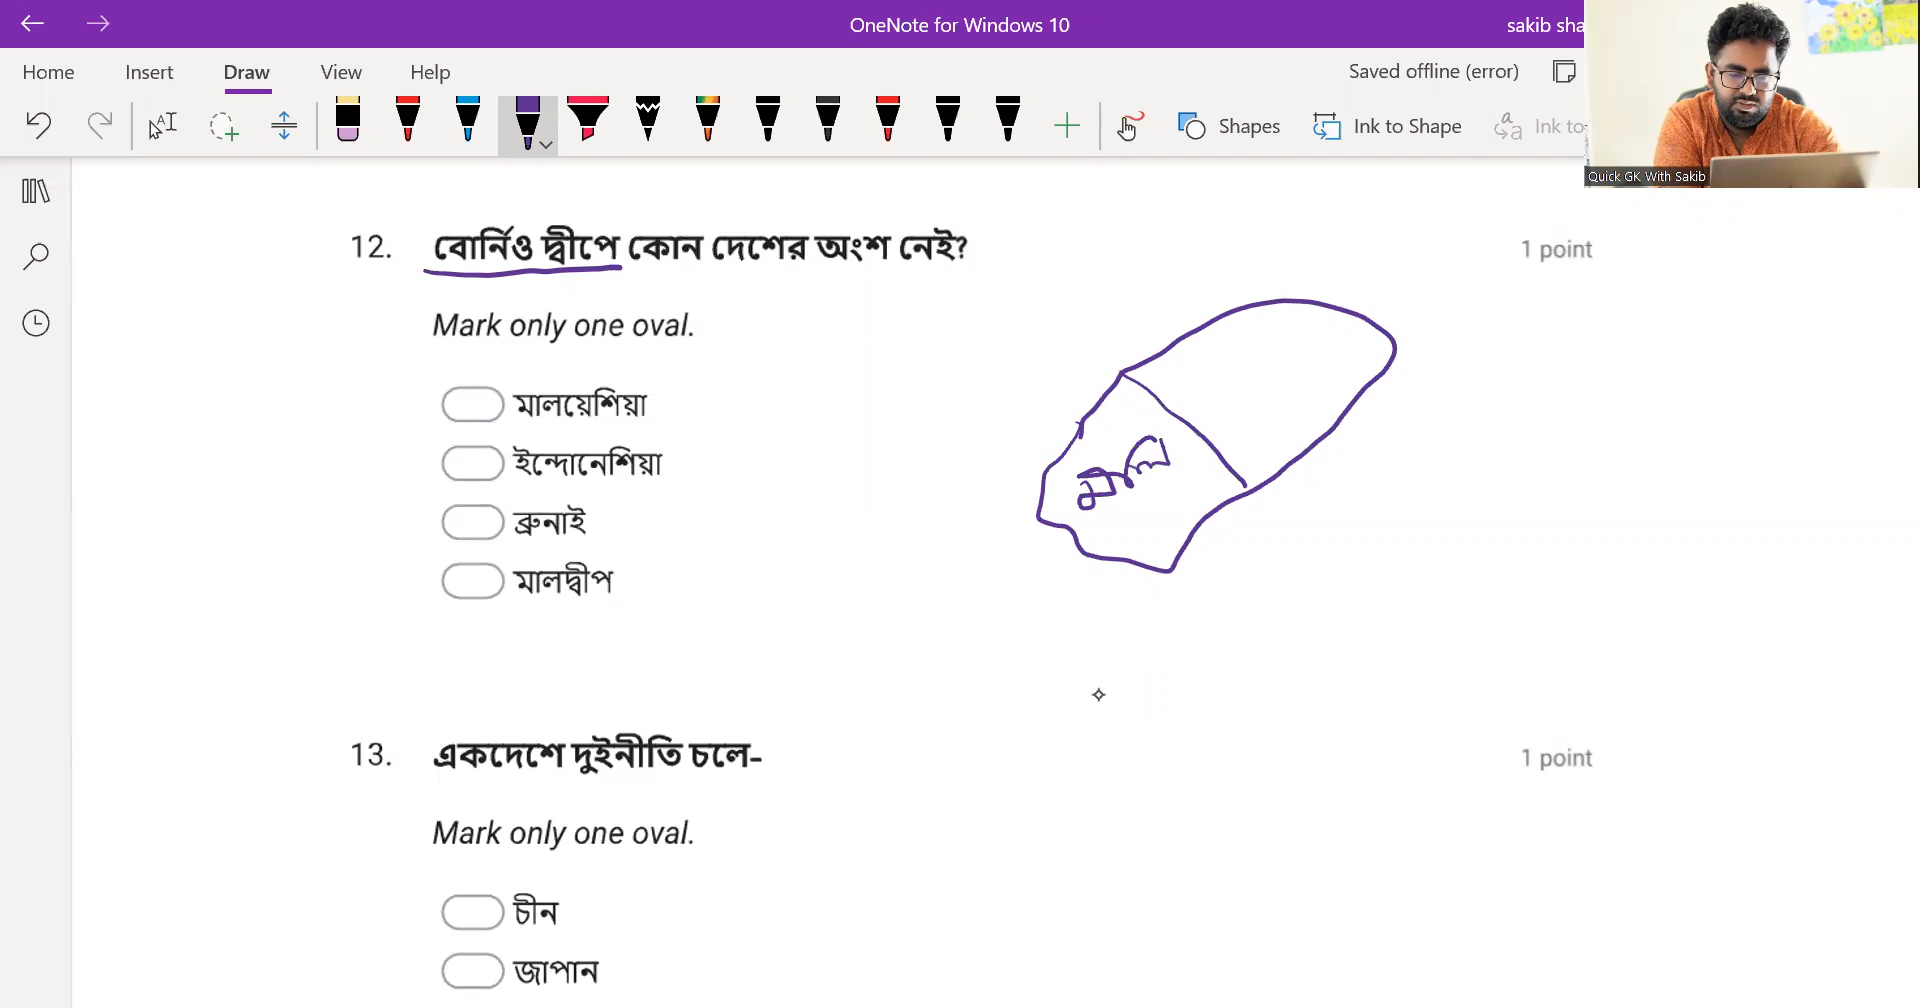 OneNote for Windows 10
sakib sha
Home Insert Draw View Help
Saved offline (error)
Shapes
Ink to Shape
Ink to
Quick GK With Sakib
12. বোর্নিও দ্বীপে কোন দেশের অংশ নেই?
1 point
Mark only one oval.
মালয়েশিয়া
ইন্দোনেশিয়া
ব্রুনাই
মালদ্বীপ
13. একদেশে দুইনীতি চলে-
1 point
Mark only one oval.
চীন
জাপান